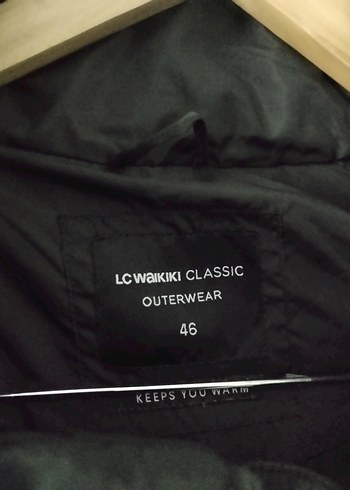 LC WAIKIKI CLASSIC
OUTERWEAR
46
KEEPS YOU WARM